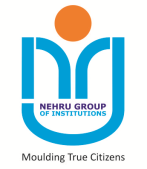 NEHRU GROUP
OF INSTITUTIONS
Moulding True Citizens